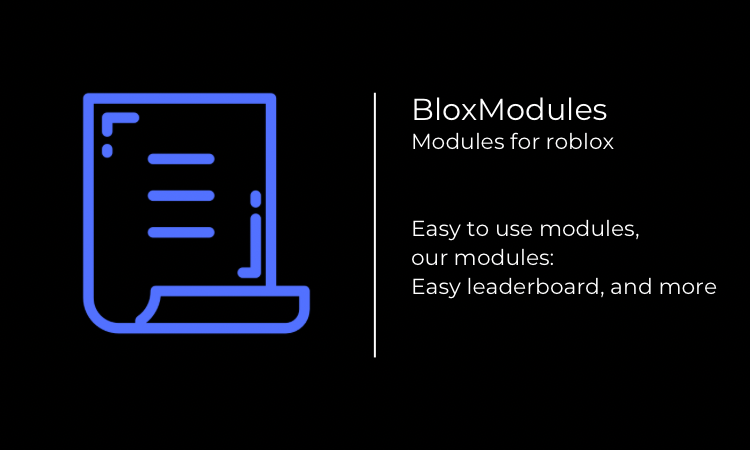 BloxModules
Modules for roblox
Easy to use modules,
our modules:
Easy leaderboard, and more